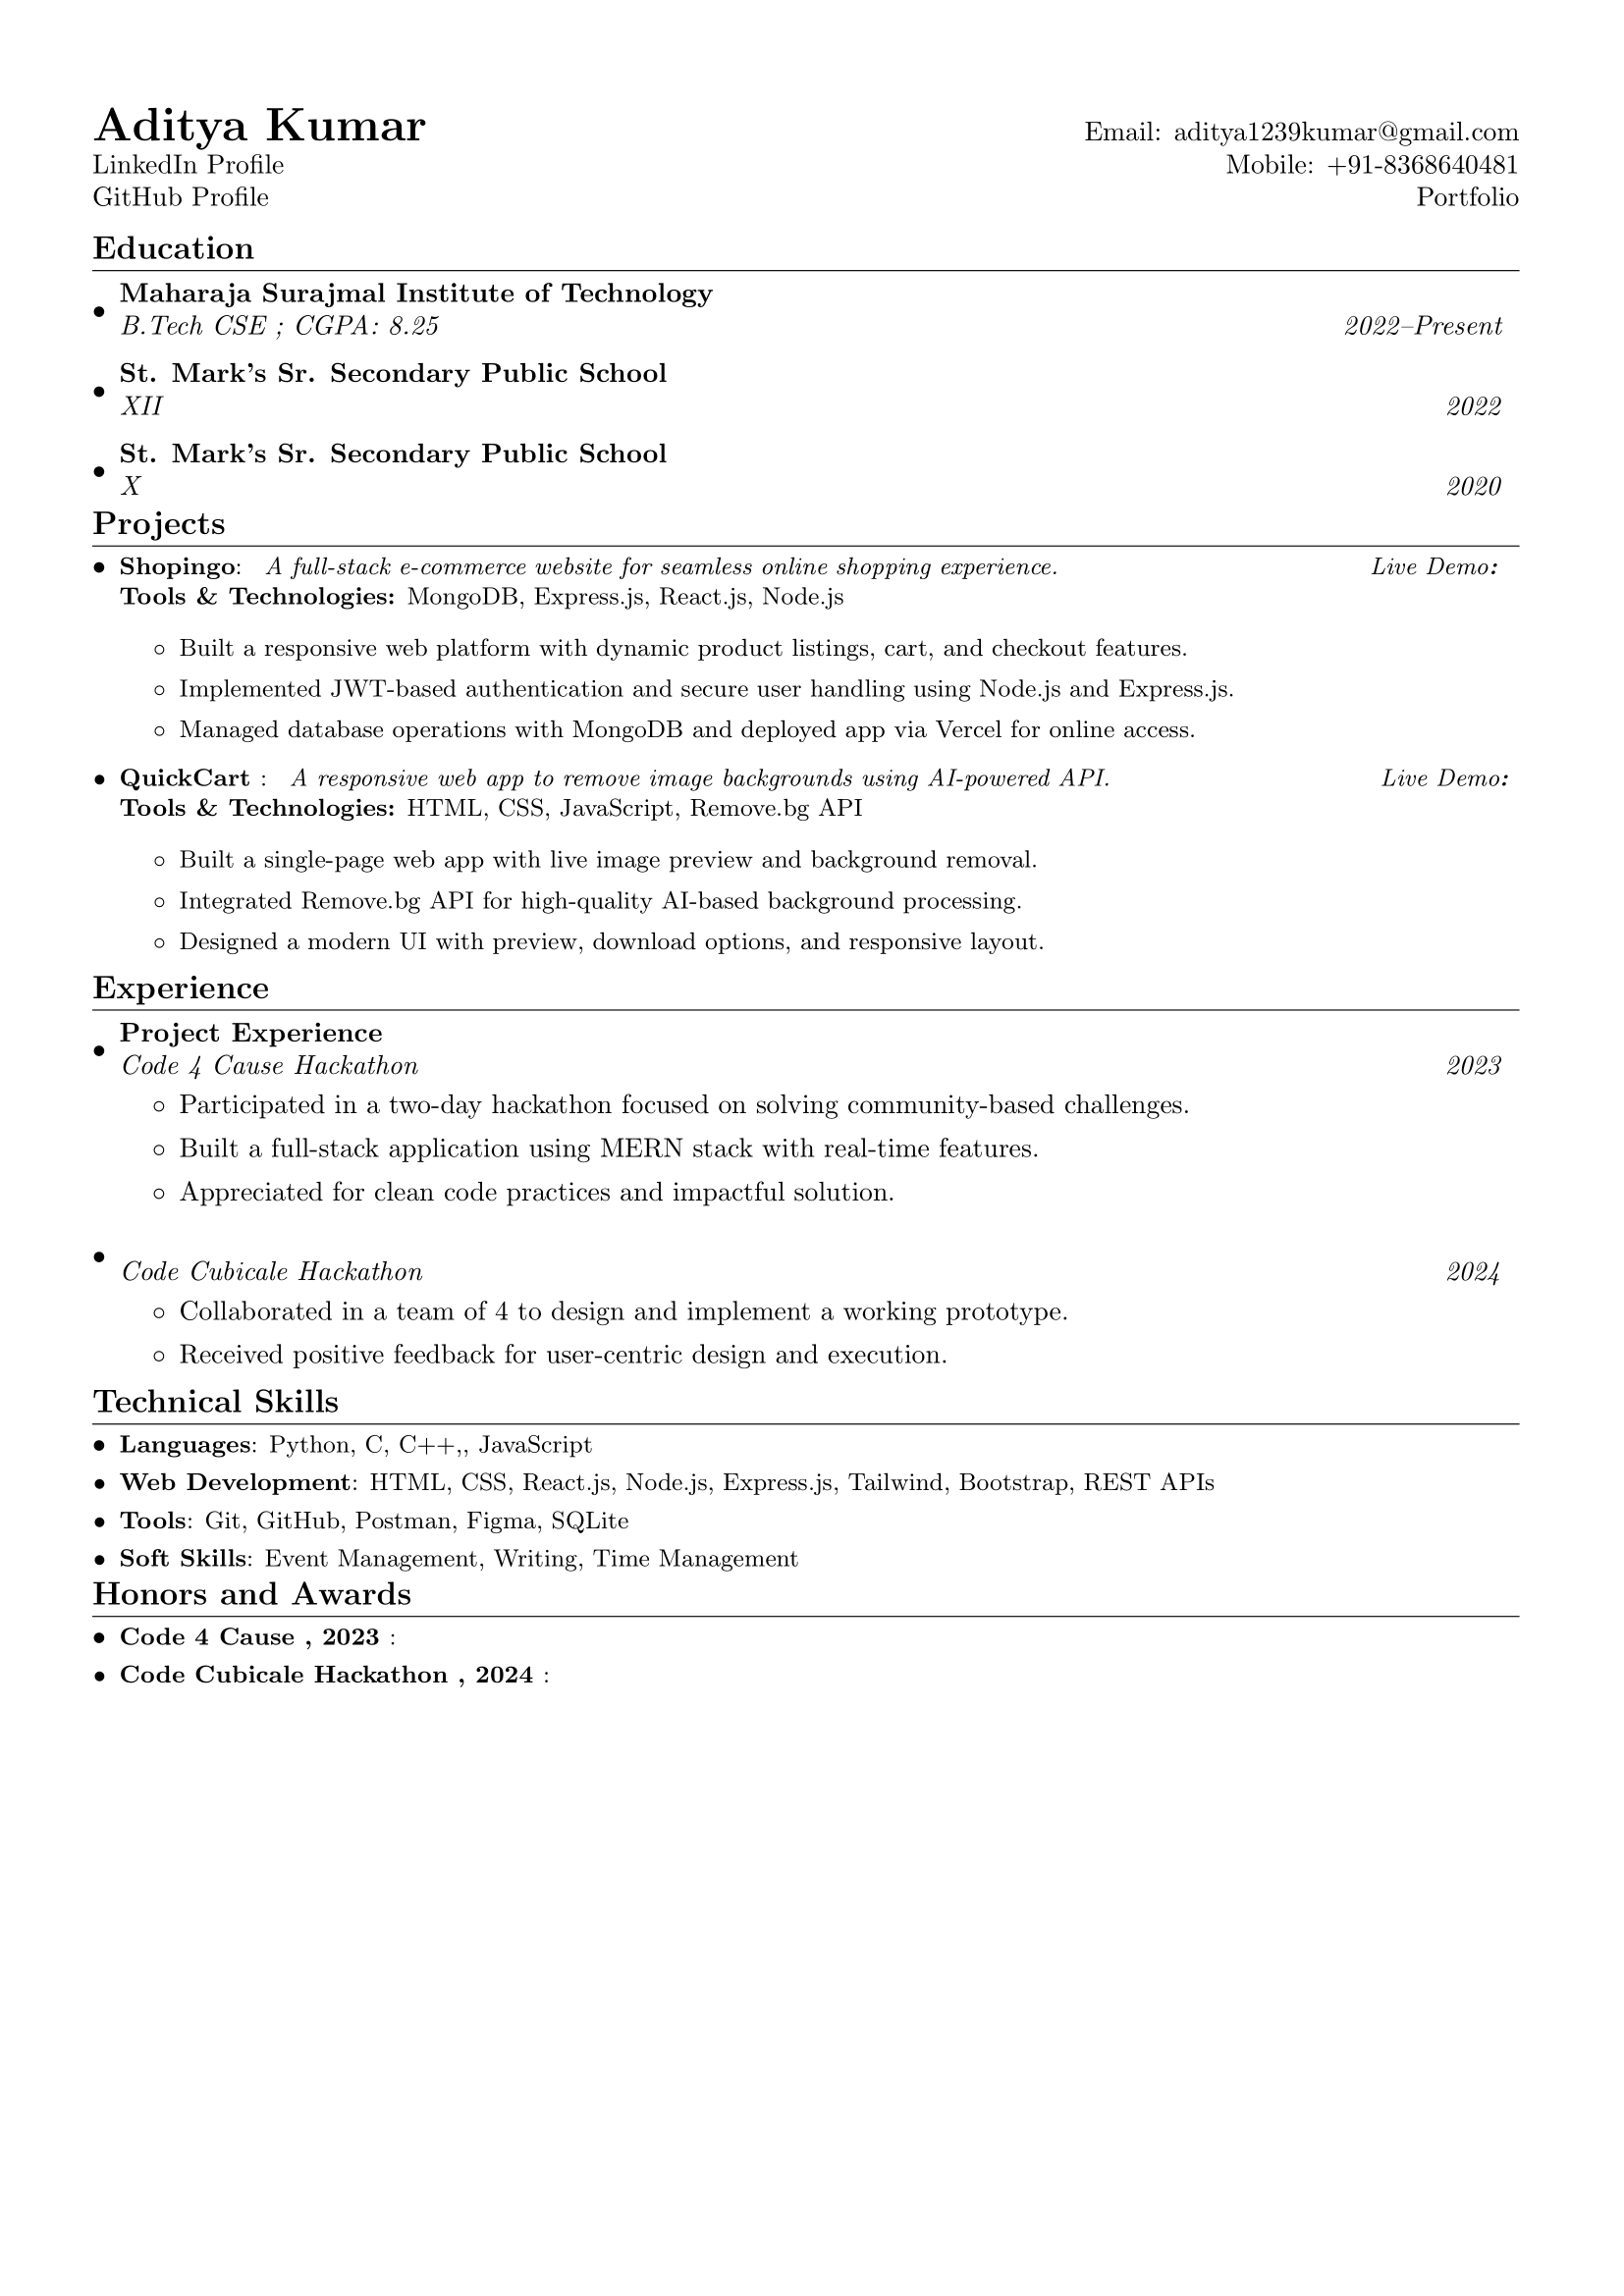 Aditya Kumar
Email: aditya1239kumar@gmail.com
LinkedIn Profile
Mobile: +91-8368640481
GitHub Profile
Portfolio
Education
• Maharaja Surajmal Institute of Technology
B.Tech CSE ; CGPA: 8.25 2022–Present
• St. Mark's Sr. Secondary Public School
XII 2022
• St. Mark's Sr. Secondary Public School
X 2020
Projects
• Shopingo: A full-stack e-commerce website for seamless online shopping experience. Live Demo:
Tools & Technologies: MongoDB, Express.js, React.js, Node.js
◦ Built a responsive web platform with dynamic product listings, cart, and checkout features.
◦ Implemented JWT-based authentication and secure user handling using Node.js and Express.js.
◦ Managed database operations with MongoDB and deployed app via Vercel for online access.
• QuickCart : A responsive web app to remove image backgrounds using AI-powered API. Live Demo:
Tools & Technologies: HTML, CSS, JavaScript, Remove.bg API
◦ Built a single-page web app with live image preview and background removal.
◦ Integrated Remove.bg API for high-quality AI-based background processing.
◦ Designed a modern UI with preview, download options, and responsive layout.
Experience
• Project Experience
Code 4 Cause Hackathon 2023
◦ Participated in a two-day hackathon focused on solving community-based challenges.
◦ Built a full-stack application using MERN stack with real-time features.
◦ Appreciated for clean code practices and impactful solution.
• Code Cubicale Hackathon 2024
◦ Collaborated in a team of 4 to design and implement a working prototype.
◦ Received positive feedback for user-centric design and execution.
Technical Skills
• Languages: Python, C, C++,, JavaScript
• Web Development: HTML, CSS, React.js, Node.js, Express.js, Tailwind, Bootstrap, REST APIs
• Tools: Git, GitHub, Postman, Figma, SQLite
• Soft Skills: Event Management, Writing, Time Management
Honors and Awards
• Code 4 Cause , 2023 :
• Code Cubicale Hackathon , 2024 :